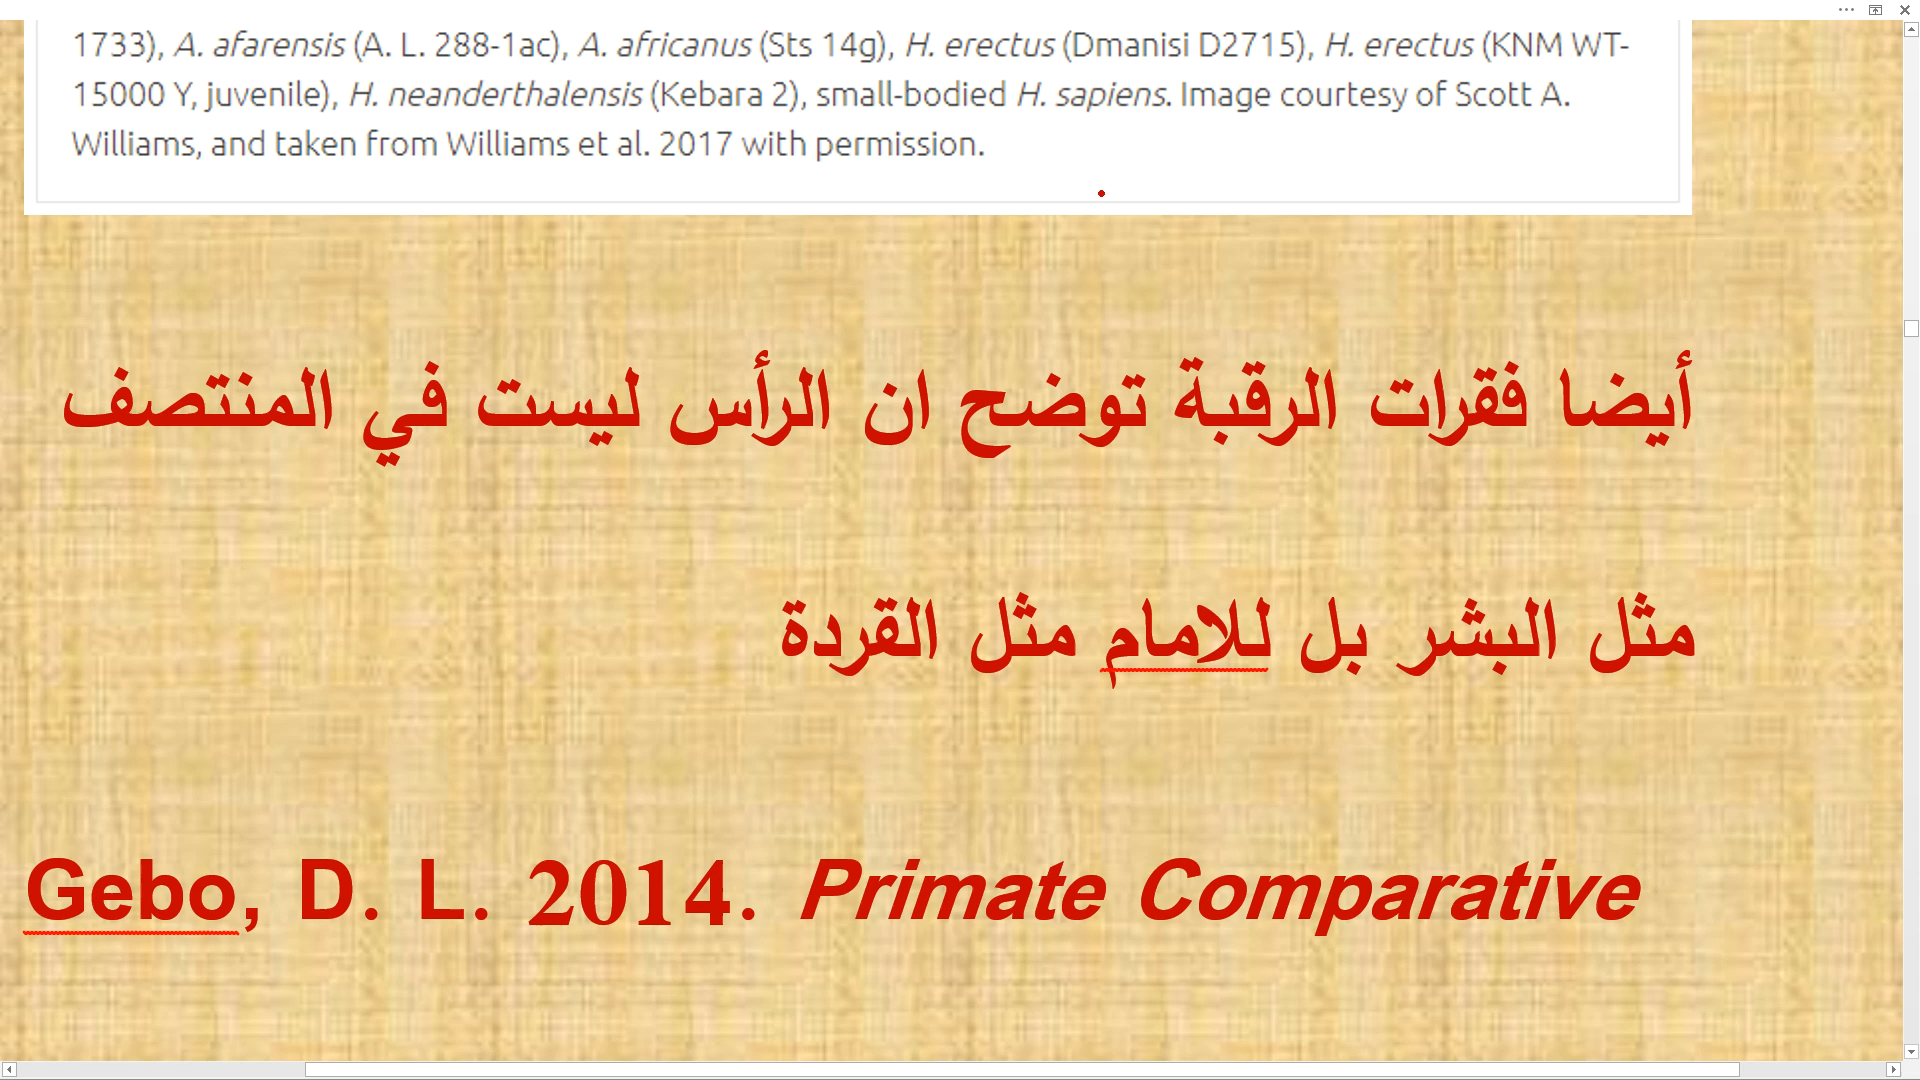 1733), A. afarensis (A. L. 288-1ac), A. africanus (Sts 14g), H. erectus (Dmanisi D2715), H. erectus (KNM WT-
15000 Y, juvenile), H. neanderthalensis (Kebara 2), small-bodied H. sapiens. Image courtesy of Scott A.
Williams, and taken from Williams et al. 2017 with permission.
أيضا فقرات الرقبة توضح ان الرأس ليست في المنتصف
مثل البشر بل للامام مثل القردة
Gebo, D. L. 2014. Primate Comparative